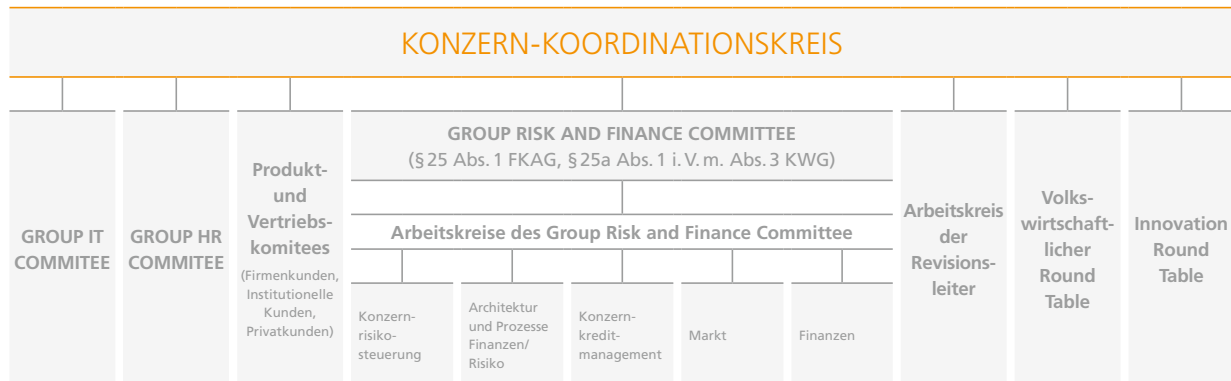 KONZERN-KOORDINATIONSKREIS
GROUP IT
COMMITEE
GROUP HR
COMMITEE
Produkt-
und
Vertriebs-
komitees
(Firmenkunden,
Institutionelle
Kunden,
Privatkunden)
GROUP RISK AND FINANCE COMMITTEE
(§ 25 Abs. 1 FKAG, § 25a Abs. 1 i. V. m. Abs. 3 KWG)
Arbeitskreise des Group Risk and Finance Committee
Konzern-
risiko-
steuerung
Architektur
und Prozesse
Finanzen/
Risiko
Konzern-
kredit-
management
Markt
Finanzen
Arbeitskreis
der
Revisions-
leiter
Volks-
wirtschaft-
licher
Round
Table
Innovation
Round
Table